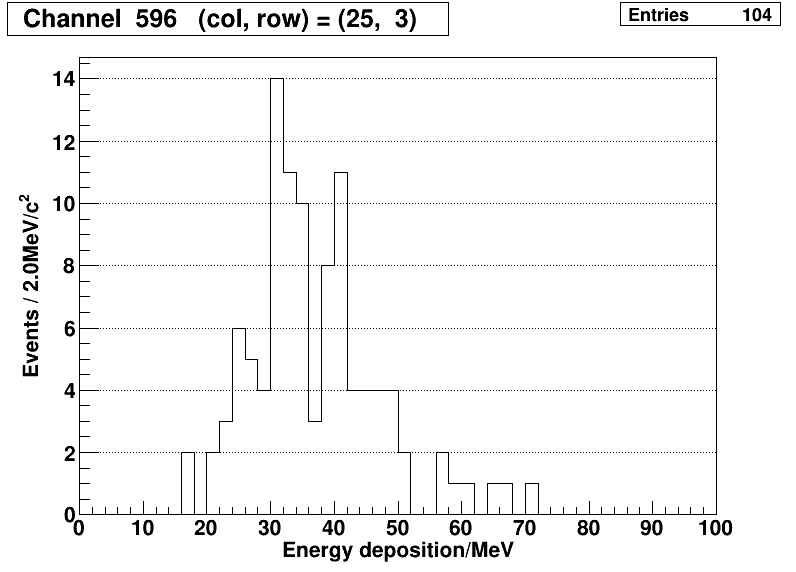 Channel 596 (col, row) = (25, 3)
Entries 104
Events / 2.0MeV/c²
14
12
10
8
6
4
2
0
0 10 20 30 40 50 60 70 80 90 100
Energy deposition/MeV